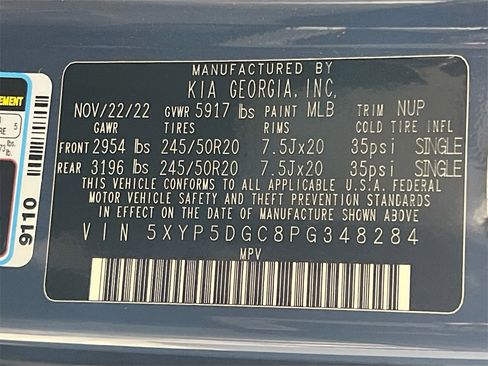 MANUFACTURED BY
KIA GEORGIA, INC.
NOV/22/22 GVWR 5917 lbs PAINT MLB TRIM NUP
GAWR TIRES RIMS COLD TIRE INFL
FRONT 2954 lbs 245/50R20 7.5Jx20 35psi SINGLE
REAR 3196 lbs 245/50R20 7.5Jx20 35psi SINGLE
THIS VEHICLE CONFORMS TO ALL APPLICABLE U.S.A. FEDERAL
MOTOR VEHICLE SAFETY AND THEFT PREVENTION STANDARDS
IN EFFECT ON THE DATE OF MANUFACTURE SHOWN ABOVE
VIN 5XYP5DGC8PG348284
MPV
5
9110